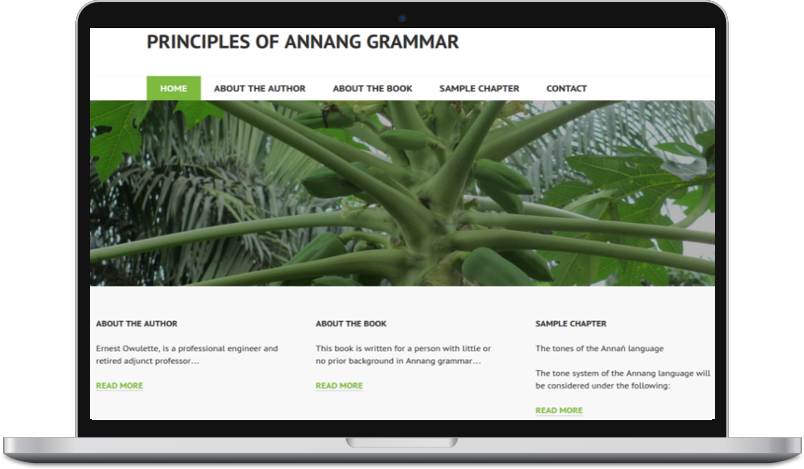 PRINCIPLES OF ANNANG GRAMMAR
HOME ABOUT THE AUTHOR ABOUT THE BOOK SAMPLE CHAPTER CONTACT
ABOUT THE AUTHOR
Ernest Owulette, is a professional engineer and
retired adjunct professor...
READ MORE
ABOUT THE BOOK
This book is written for a person with little or
no prior background in Annang grammar...
READ MORE
SAMPLE CHAPTER
The tones of the Annañ language
The tone system of the Annang language will
be considered under the following:
READ MORE